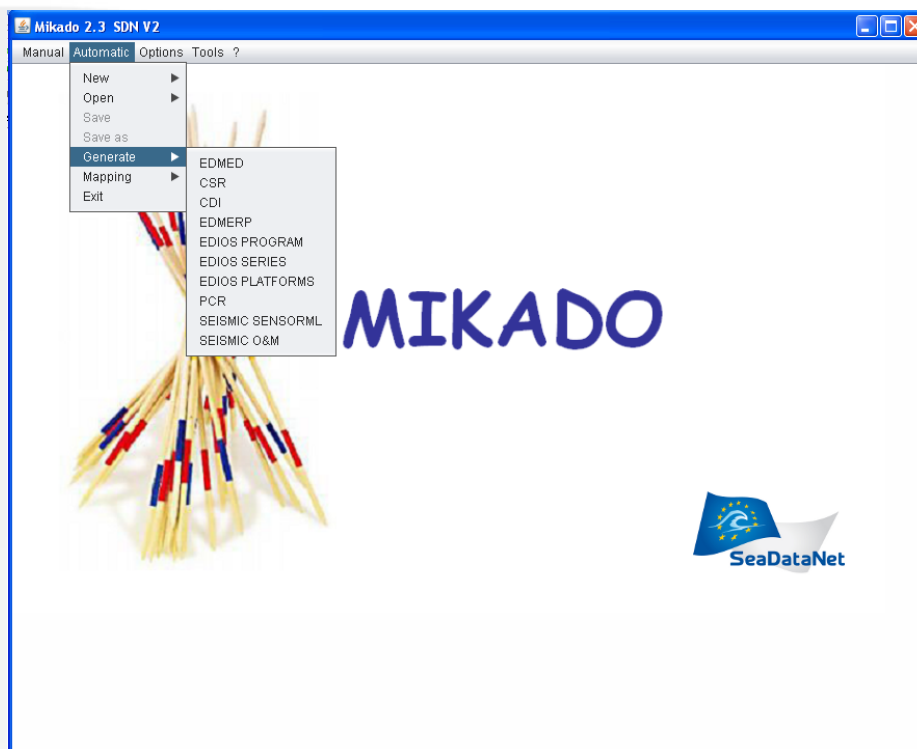 Mikado 2.3 SDN V2
Manual Automatic Options Tools ?
New
Open
Save
Save as
Generate
Mapping
Exit
EDMED
CSR
CDI
EDMERP
EDIOS PROGRAM
EDIOS SERIES
EDIOS PLATFORMS
PCR
SEISMIC SENSORML
SEISMIC O&M
MIKADO
SeaDataNet